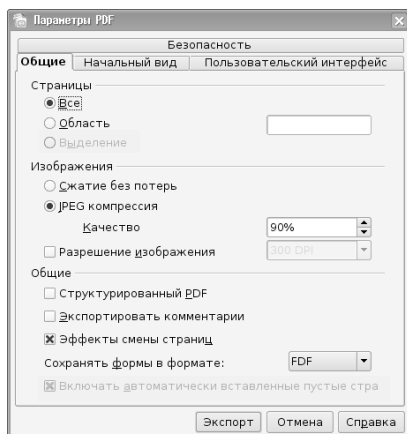 Параметры PDF
Безопасность
Общие Начальный вид Пользовательский интерфейс
Страницы
Все
Область
Выделение
Изображения
Сжатие без потерь
JPEG компрессия
Качество 90%
Разрешение изображения 300 DPI
Общие
Структурированный PDF
Экспортировать комментарии
Эффекты смены страниц
Сохранять формы в формате: FDF
Включать автоматически вставленные пустые стра
Экспорт Отмена Справка